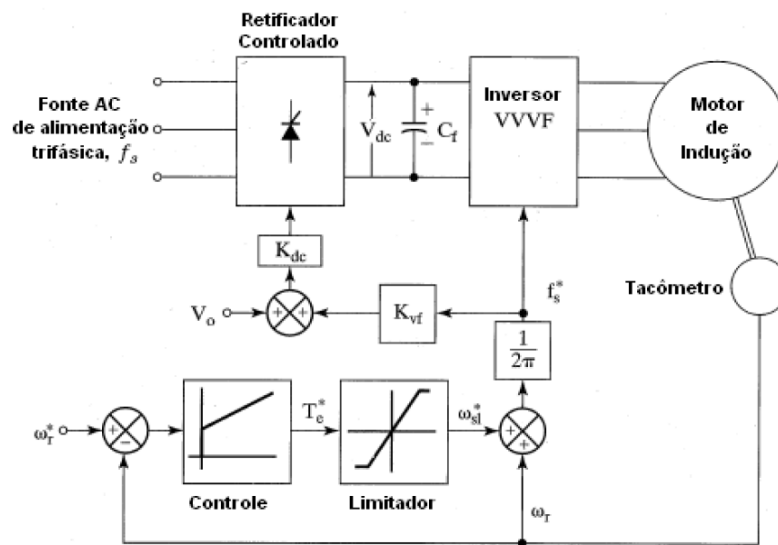 Retificador
Controlado
Fonte AC
de alimentação
trifásica, f_s
V_dc
+
−
C_f
Inversor
VVVF
Motor
de
Indução
K_dc
Tacômetro
V_o
+ +
K_vf
f_s^*
1
2π
ω_r^*
+
−
T_e^*
ω_sl^*
+
+
Controle
Limitador
ω_r